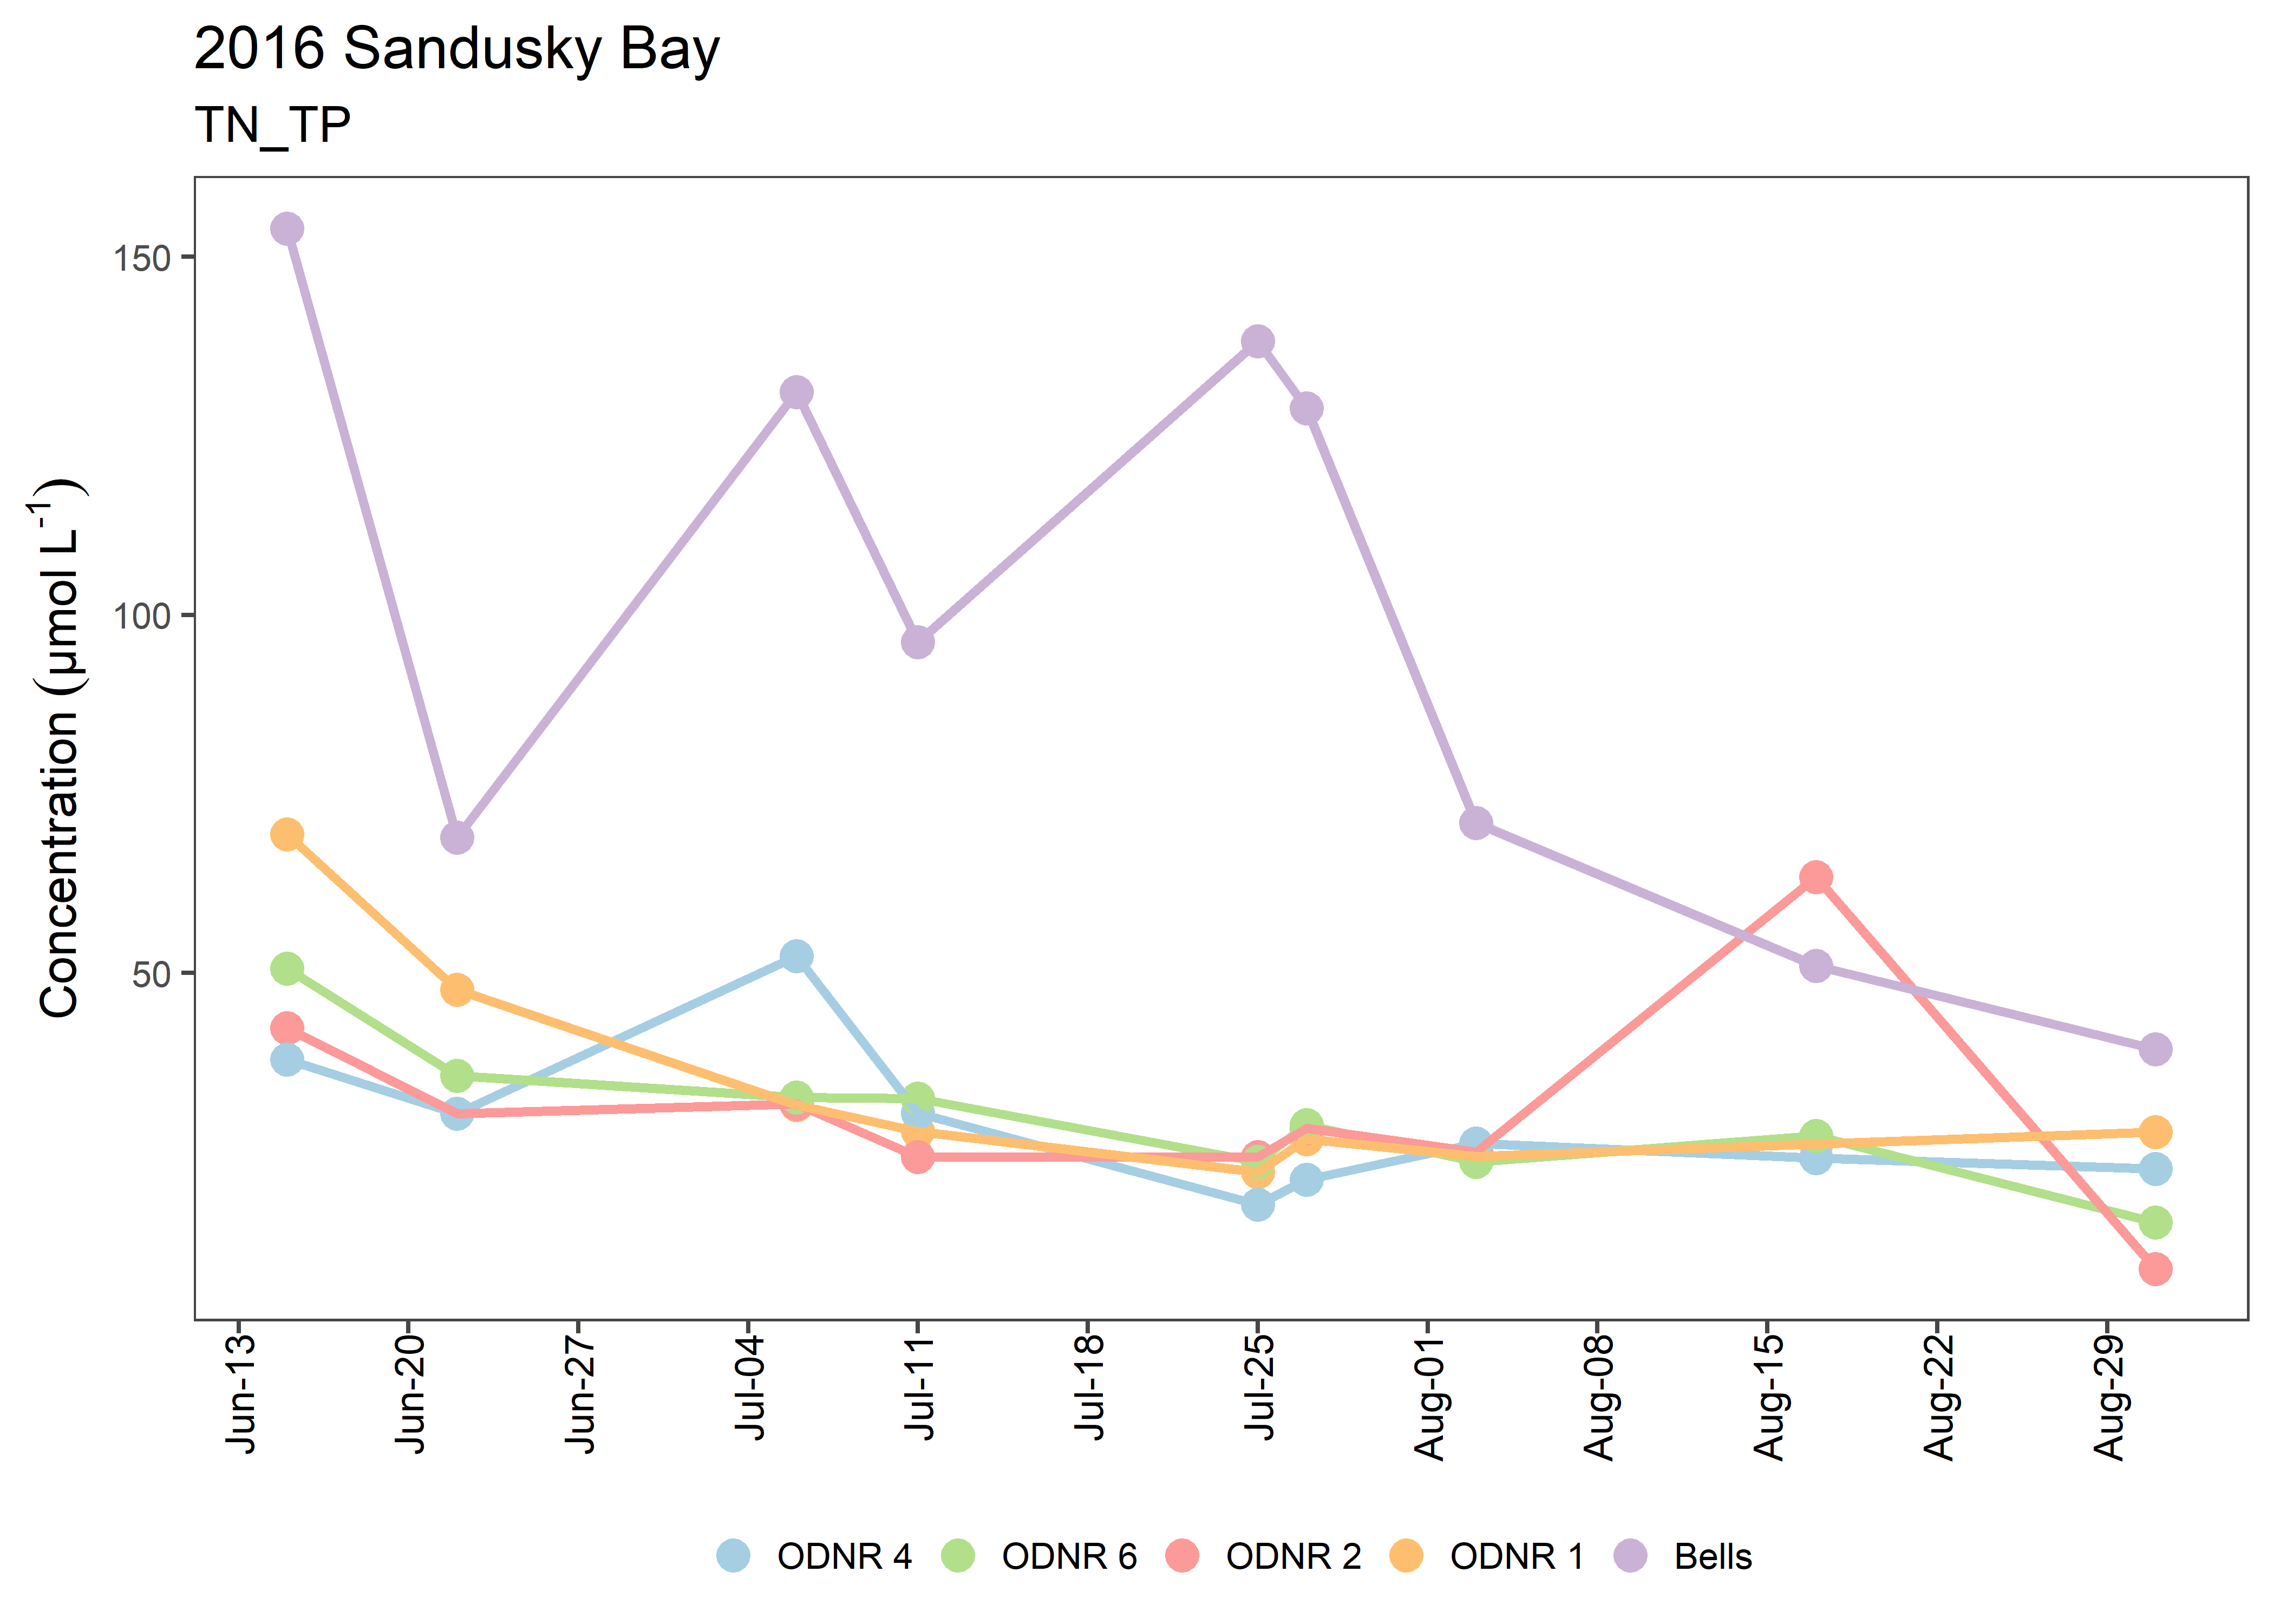 2016 Sandusky Bay
TN_TP
Concentration (μmol L⁻¹)
150
100
50
Jun-13
Jun-20
Jun-27
Jul-04
Jul-11
Jul-18
Jul-25
Aug-01
Aug-08
Aug-15
Aug-22
Aug-29
ODNR 4 ODNR 6 ODNR 2 ODNR 1 Bells